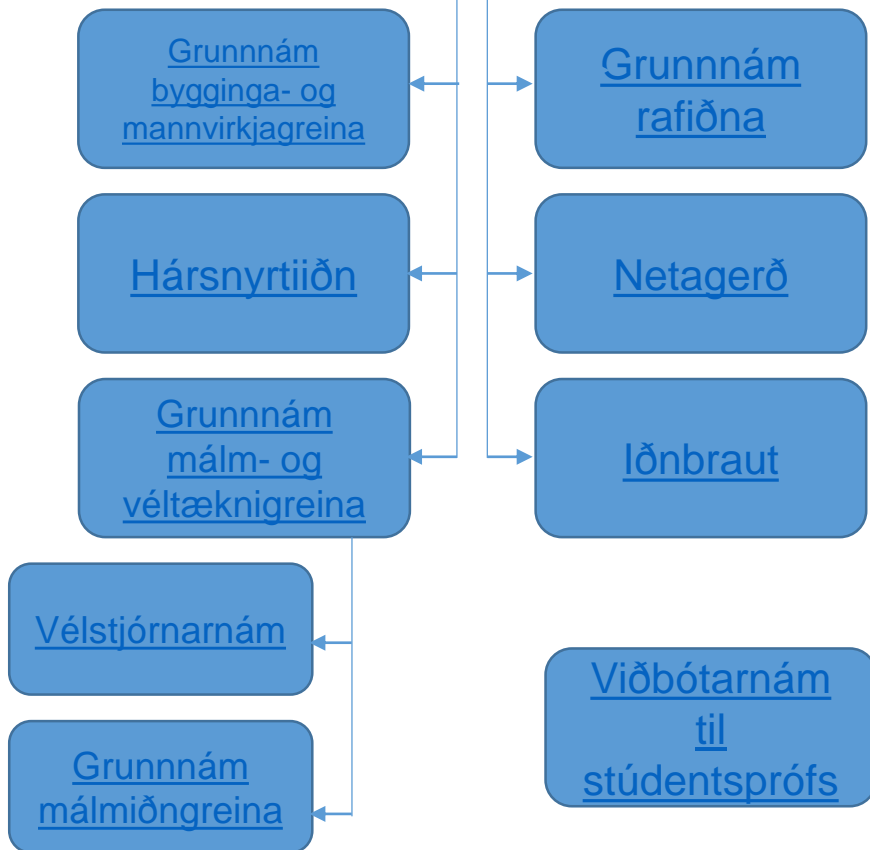 Grunnnám
bygginga- og
mannvirkjagreina
Grunnnám
rafiðna
Hársnyrtiiðn
Netagerð
Grunnnám
málm- og
véltæknigreina
Iðnbraut
Vélstjórnarnám
Viðbótarnám
til
stúdentsprófs
Grunnnám
málmiðngreina